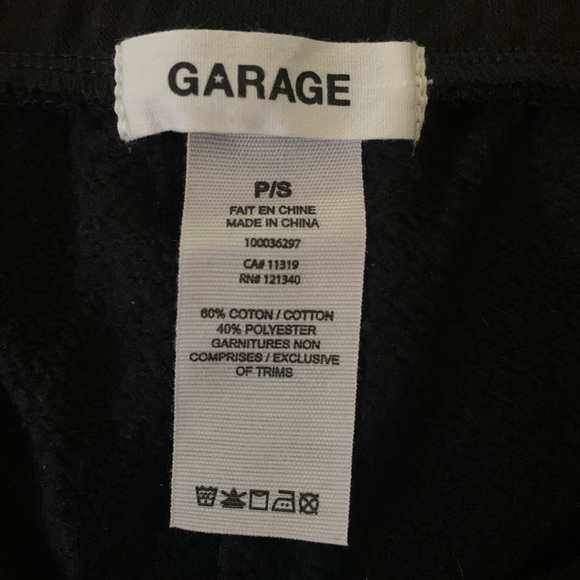 GARAGE
P/S
FAIT EN CHINE
MADE IN CHINA
100036297
CA# 11319
RN# 121340
60% COTON / COTTON
40% POLYESTER
GARNITURES NON
COMPRISES / EXCLUSIVE
OF TRIMS